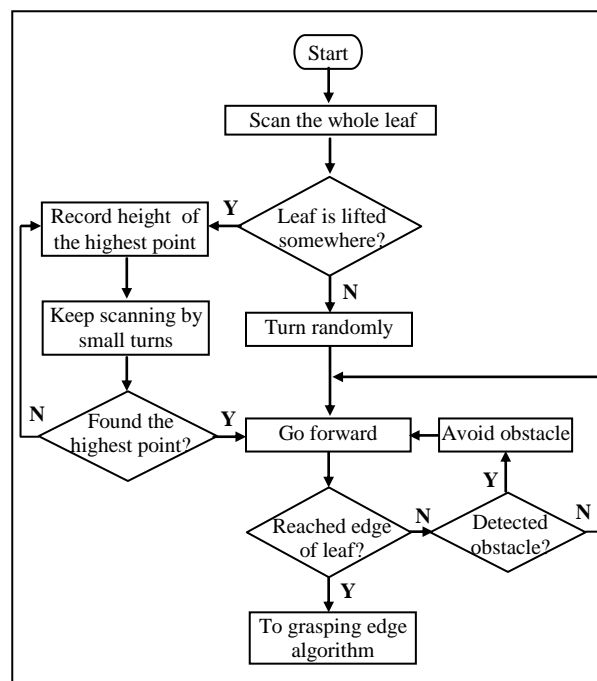 Start
Scan the whole leaf
Leaf is lifted
somewhere?
Y
N
Record height of
the highest point
Keep scanning by
small turns
Turn randomly
Found the
highest point?
N
Y
Go forward
Avoid obstacle
Y
Reached edge
of leaf?
N
Detected
obstacle?
N
Y
To grasping edge
algorithm